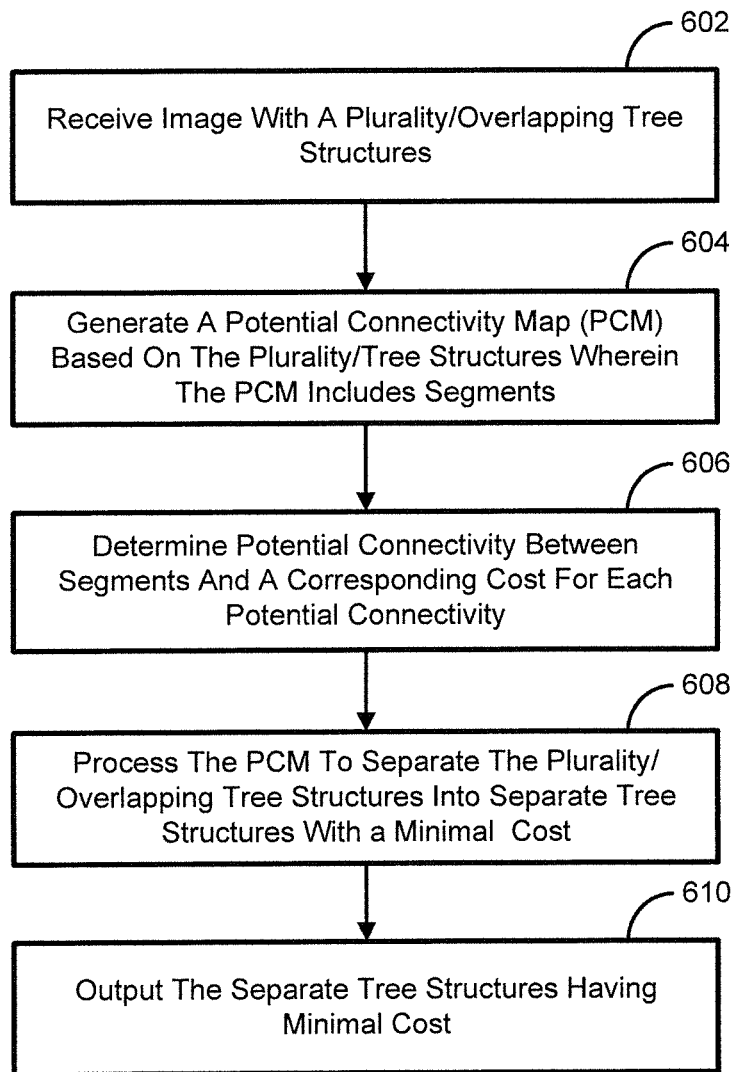 602
Receive Image With A Plurality/Overlapping Tree
Structures
604
Generate A Potential Connectivity Map (PCM)
Based On The Plurality/Tree Structures Wherein
The PCM Includes Segments
606
Determine Potential Connectivity Between
Segments And A Corresponding Cost For Each
Potential Connectivity
608
Process The PCM To Separate The Plurality/
Overlapping Tree Structures Into Separate Tree
Structures With a Minimal Cost
610
Output The Separate Tree Structures Having
Minimal Cost